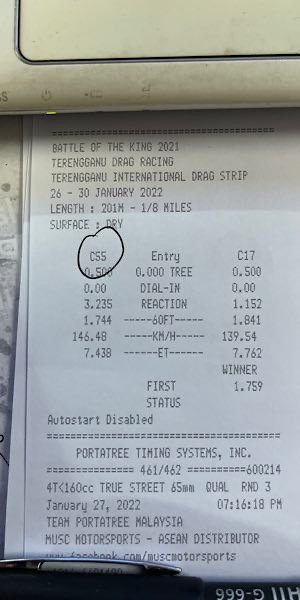 ==================================
BATTLE OF THE KING 2021
TERENGGANU DRAG RACING
TERENGGANU INTERNATIONAL DRAG STRIP
26 - 30 JANUARY 2022
LENGTH : 201M - 1/8 MILES
SURFACE : DRY
C55 Entry C17
0.500 0.000 TREE 0.500
0.00 DIAL-IN 0.00
3.235 REACTION 1.152
1.744 -----60FT----- 1.841
146.48 -----KM/H----- 139.54
7.438 ------ET------ 7.762
WINNER
FIRST 1.759
STATUS
Autostart Disabled
==================================
PORTATREE TIMING SYSTEMS, INC.
============== 461/462 ==========600214
4T<160cc TRUE STREET 65mm QUAL RND 3
January 27, 2022 07:16:18 PM
TEAM PORTATREE MALAYSIA
MUSC MOTORSPORTS - ASEAN DISTRIBUTOR
www.facebook.com/muscmotorsports
G-666